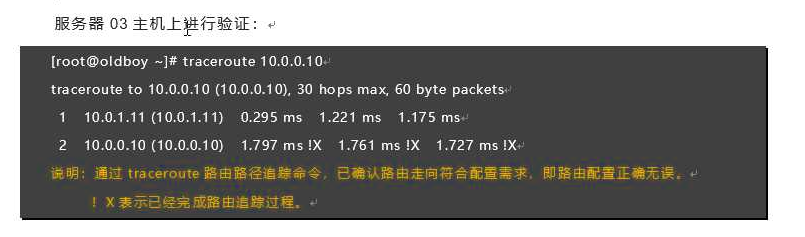 服务器 03 主机上进行验证：
[root@oldboy ~]# traceroute 10.0.0.10
traceroute to 10.0.0.10 (10.0.0.10), 30 hops max, 60 byte packets
1 10.0.1.11 (10.0.1.11) 0.295 ms 1.221 ms 1.175 ms
2 10.0.0.10 (10.0.0.10) 1.797 ms !X 1.761 ms !X 1.727 ms !X
说明：通过 traceroute 路由路径追踪命令，已确认路由走向符合配置需求，即路由配置正确无误。
！X 表示已经完成路由追踪过程。